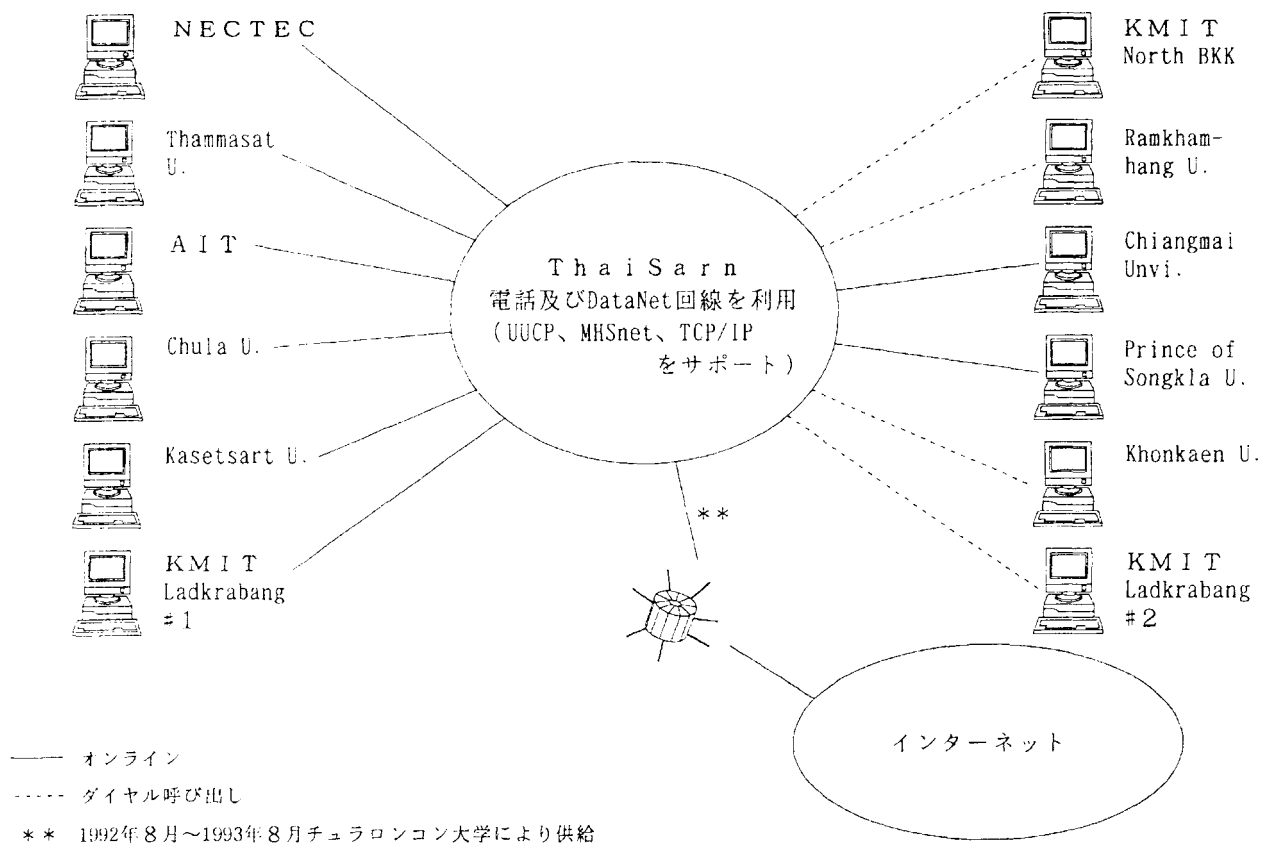 NECTEC
Thammasat
U.
AIT
Chula U.
Kasetsart U.
KMIT
Ladkrabang
#1
ThaiSarn
電話及びDataNet回線を利用
（UUCP、MHSnet、TCP/IP
をサポート）
**
KMIT
North BKK
Ramkham-
hang U.
Chiangmai
Unvi.
Prince of
Songkla U.
Khonkaen U.
KMIT
Ladkrabang
#2
インターネット
—— オンライン
----- ダイヤル呼び出し
** 1992年8月～1993年8月チュラロンコン大学により供給